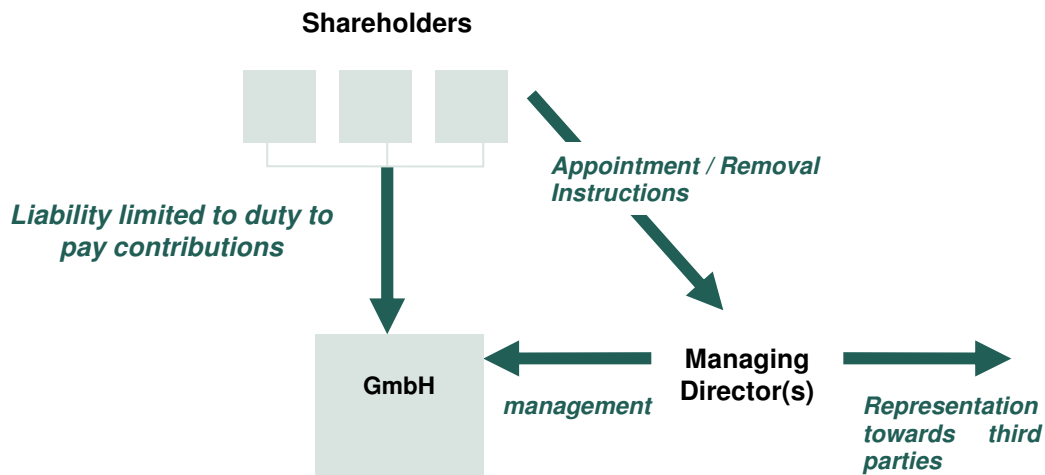 Shareholders
Appointment / Removal
Instructions
Liability limited to duty to
pay contributions
GmbH
Managing
Director(s)
management
Representation
towards third
parties